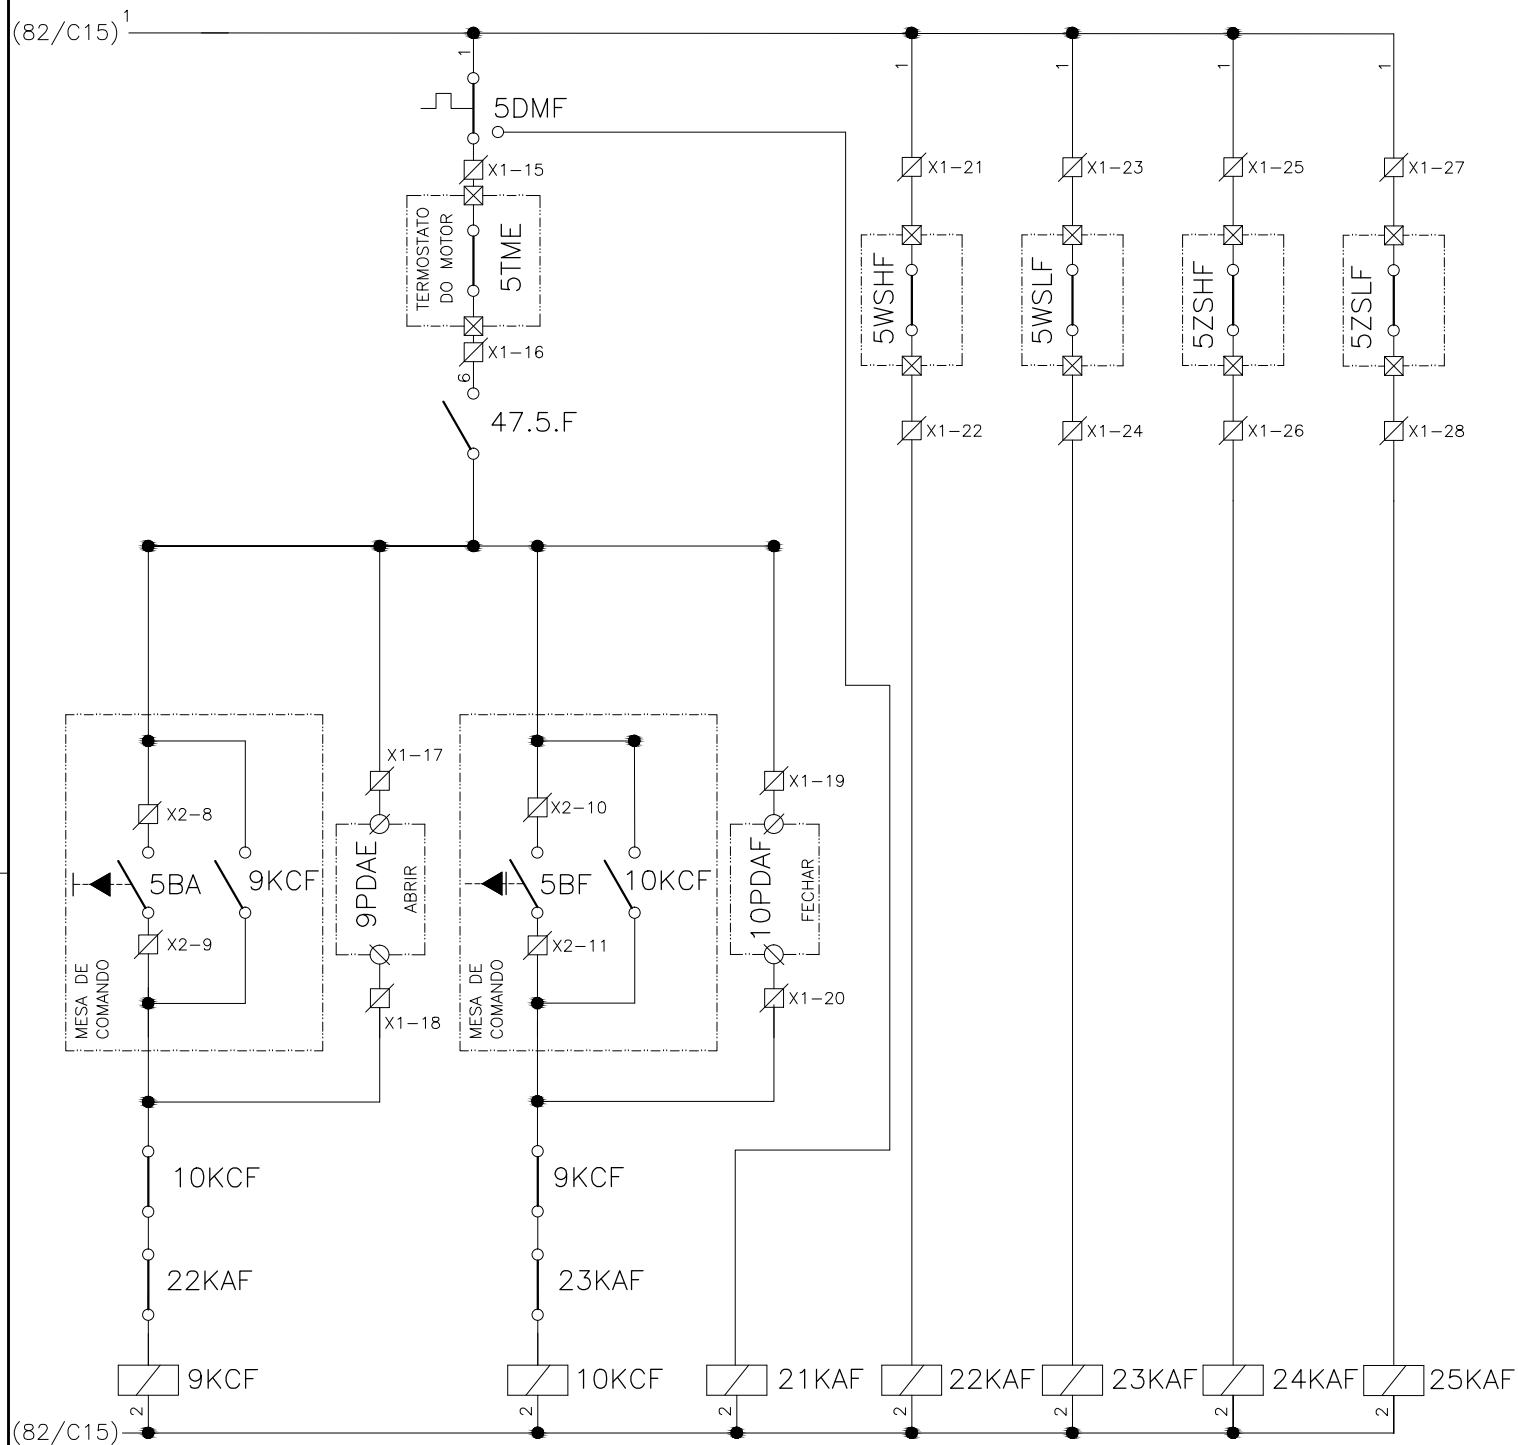 (82/C15)
1
1
1
1
1
1
5DMF
X1-15
X1-21
X1-23
X1-25
X1-27
TERMOSTATO
DO MOTOR
5TME
5WSHF
5WSLF
5ZSHF
5ZSLF
X1-16
6
47.5.F
X1-22
X1-24
X1-26
X1-28
X1-17
X1-19
X2-8
X2-10
5BA
9KCF
9PDAE
ABRIR
5BF
10KCF
10PDAF
FECHAR
X2-9
X2-11
MESA DE
COMANDO
X1-18
MESA DE
COMANDO
X1-20
10KCF
9KCF
22KAF
23KAF
9KCF
10KCF
21KAF
22KAF
23KAF
24KAF
25KAF
2
2
2
2
2
2
2
(82/C15)